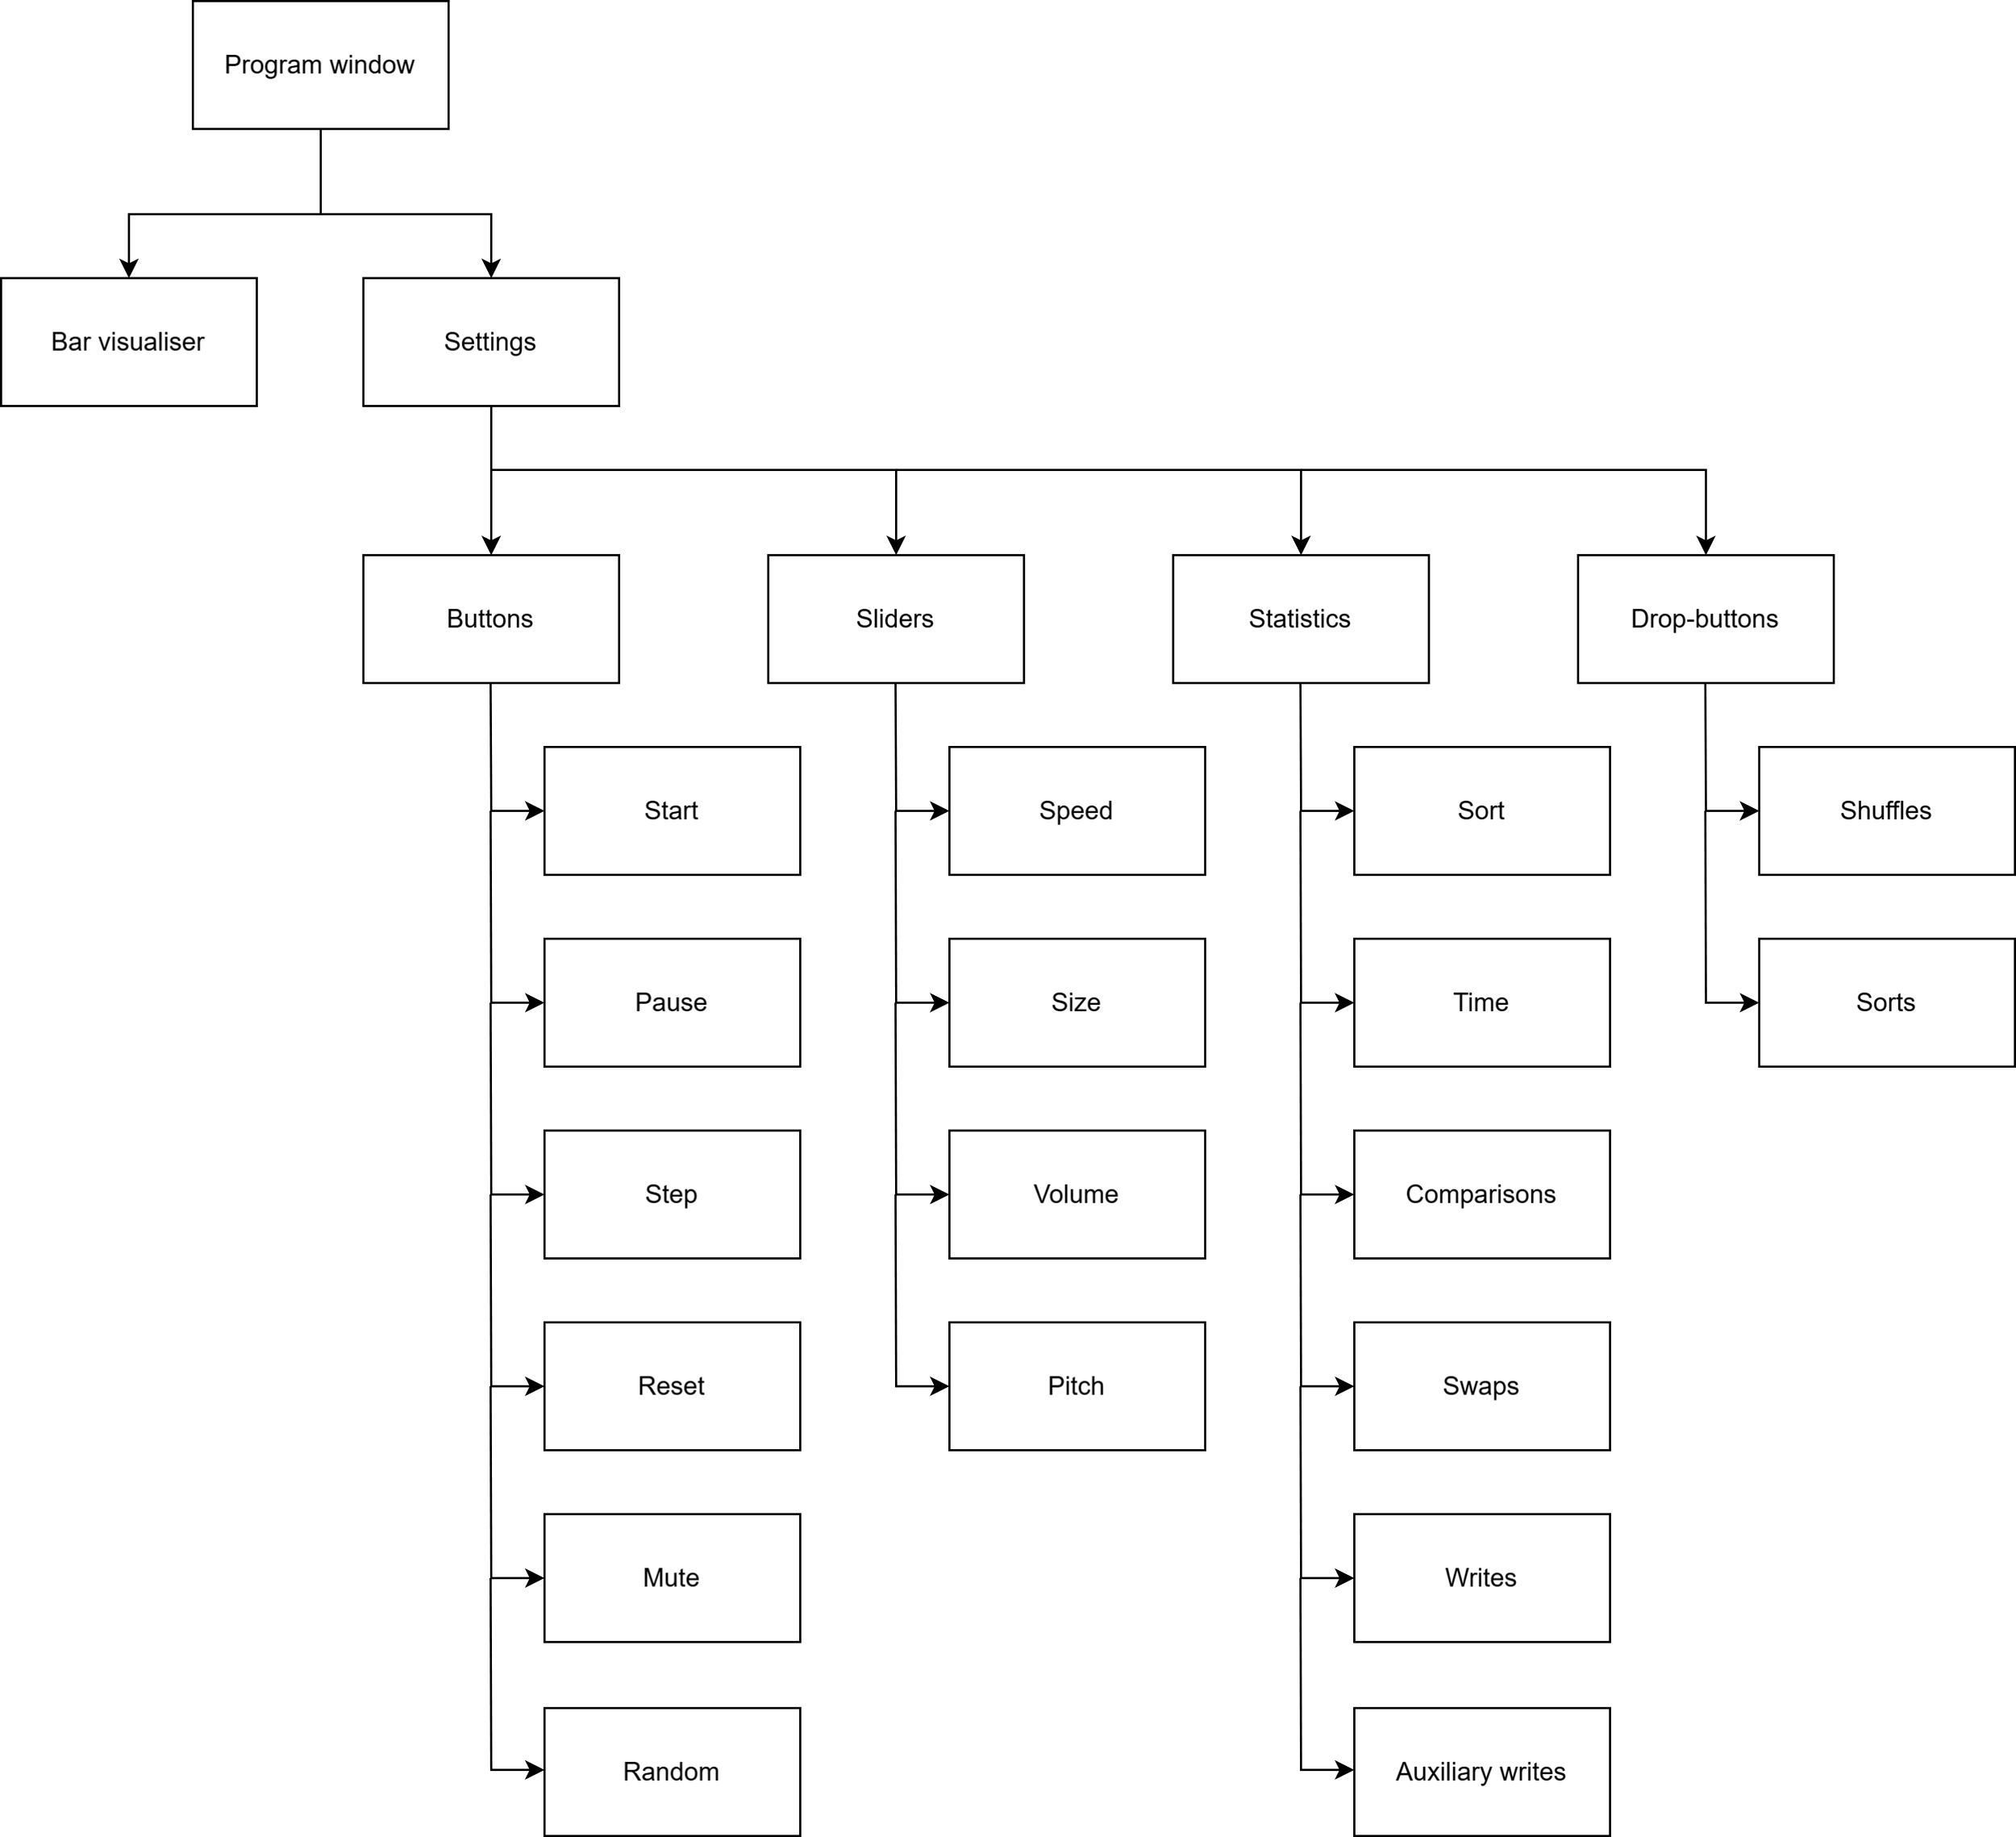 Program window
Bar visualiser
Settings
Buttons
Sliders
Statistics
Drop-buttons
Start
Speed
Sort
Shuffles
Pause
Size
Time
Sorts
Step
Volume
Comparisons
Reset
Pitch
Swaps
Mute
Writes
Random
Auxiliary writes